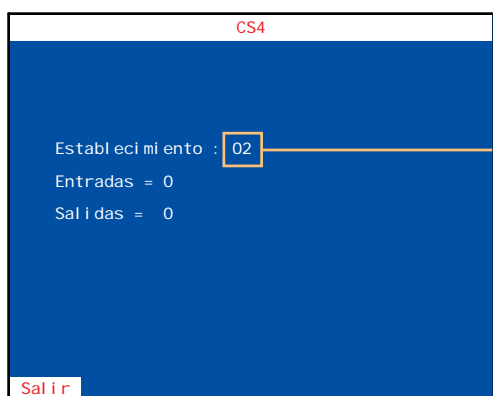 CS4
Establecimiento : 02
Entradas = 0
Salidas = 0
Salir